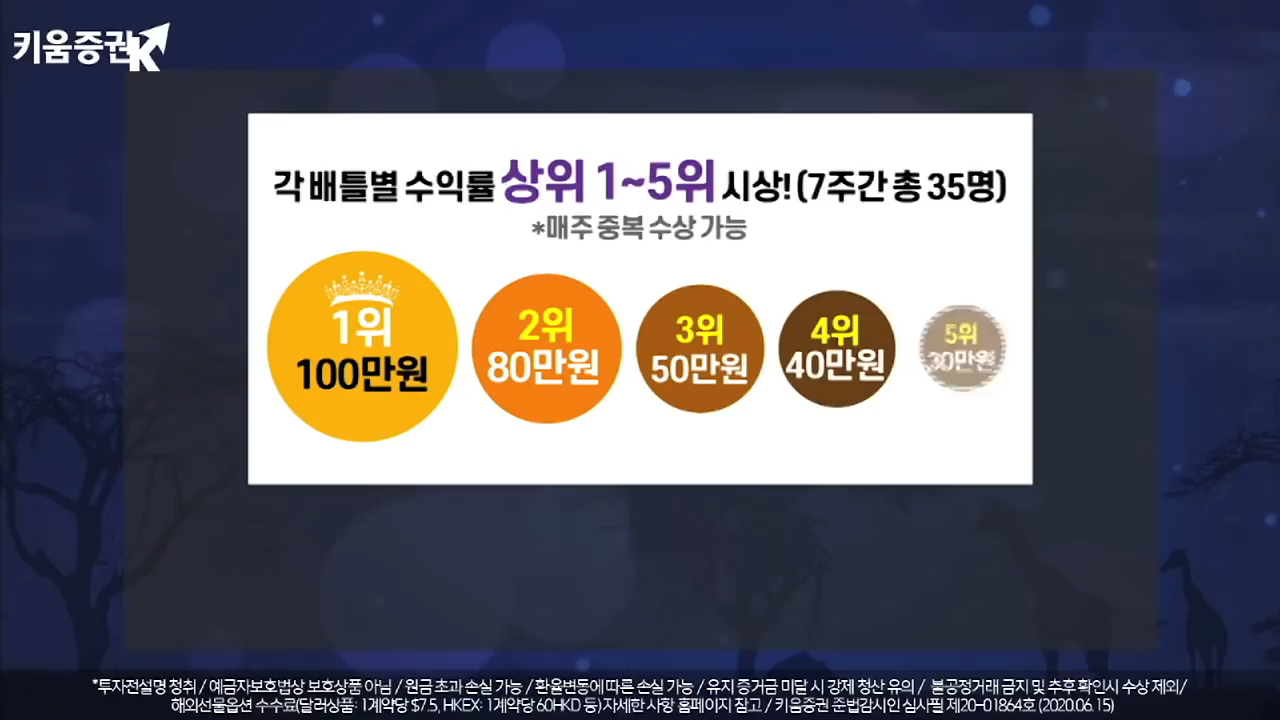 키움증권K
각 배틀별 수익률 상위 1~5위 시상! (7주간 총 35명)
*매주 중복 수상 가능
1위
100만원
2위
80만원
3위
50만원
4위
40만원
5위
30만원
*투자전설명 청취 / 예금자보호법상 보호상품 아님 / 원금 초과 손실 가능 / 환율변동에 따른 손실 가능 / 유지 증거금 미달 시 강제 청산 유의 / 불공정거래 금지 및 추후 확인시 수상 제외/
해외선물옵션 수수료(달러상품: 1계약당 $7.5, HKEX: 1계약당 60HKD 등) 자세한 사항 홈페이지 참고 / 키움증권 준법감시인 심사필 제20-01864호 (2020.06.15)